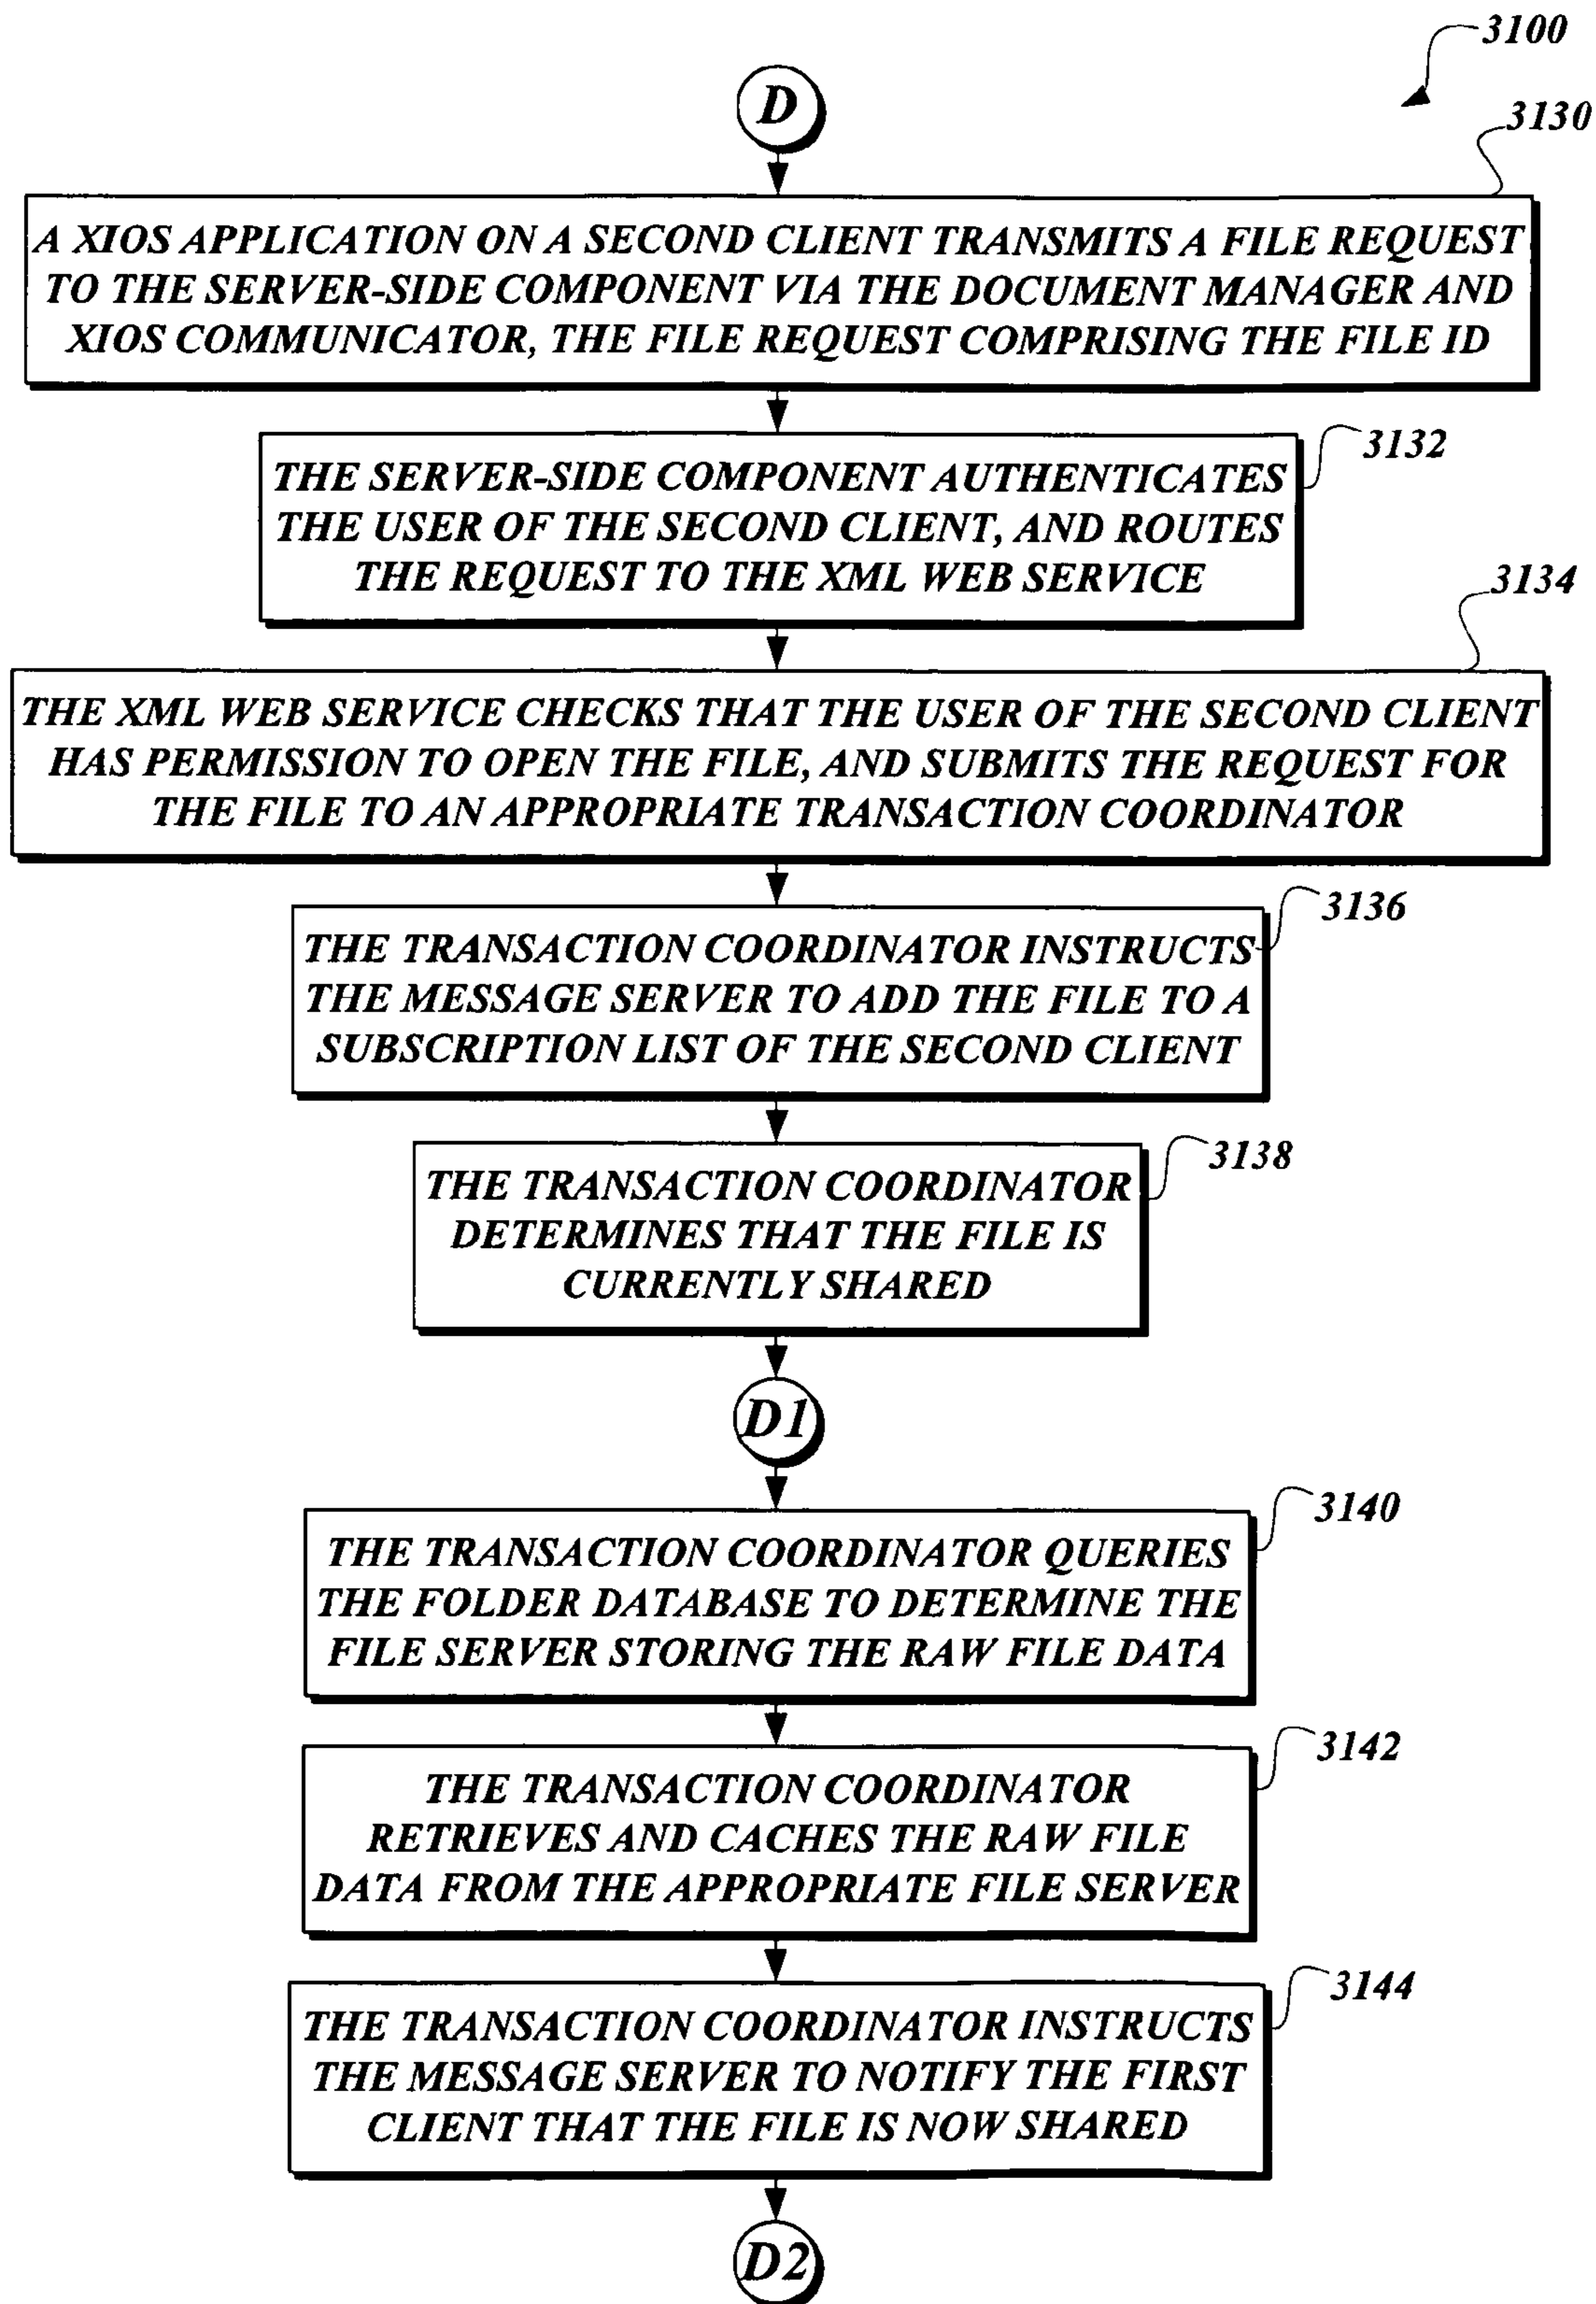 3100
D
3130
A XIOS APPLICATION ON A SECOND CLIENT TRANSMITS A FILE REQUEST
TO THE SERVER-SIDE COMPONENT VIA THE DOCUMENT MANAGER AND
XIOS COMMUNICATOR, THE FILE REQUEST COMPRISING THE FILE ID
3132
THE SERVER-SIDE COMPONENT AUTHENTICATES
THE USER OF THE SECOND CLIENT, AND ROUTES
THE REQUEST TO THE XML WEB SERVICE
3134
THE XML WEB SERVICE CHECKS THAT THE USER OF THE SECOND CLIENT
HAS PERMISSION TO OPEN THE FILE, AND SUBMITS THE REQUEST FOR
THE FILE TO AN APPROPRIATE TRANSACTION COORDINATOR
3136
THE TRANSACTION COORDINATOR INSTRUCTS
THE MESSAGE SERVER TO ADD THE FILE TO A
SUBSCRIPTION LIST OF THE SECOND CLIENT
3138
THE TRANSACTION COORDINATOR
DETERMINES THAT THE FILE IS
CURRENTLY SHARED
D1
3140
THE TRANSACTION COORDINATOR QUERIES
THE FOLDER DATABASE TO DETERMINE THE
FILE SERVER STORING THE RAW FILE DATA
3142
THE TRANSACTION COORDINATOR
RETRIEVES AND CACHES THE RAW FILE
DATA FROM THE APPROPRIATE FILE SERVER
3144
THE TRANSACTION COORDINATOR INSTRUCTS
THE MESSAGE SERVER TO NOTIFY THE FIRST
CLIENT THAT THE FILE IS NOW SHARED
D2